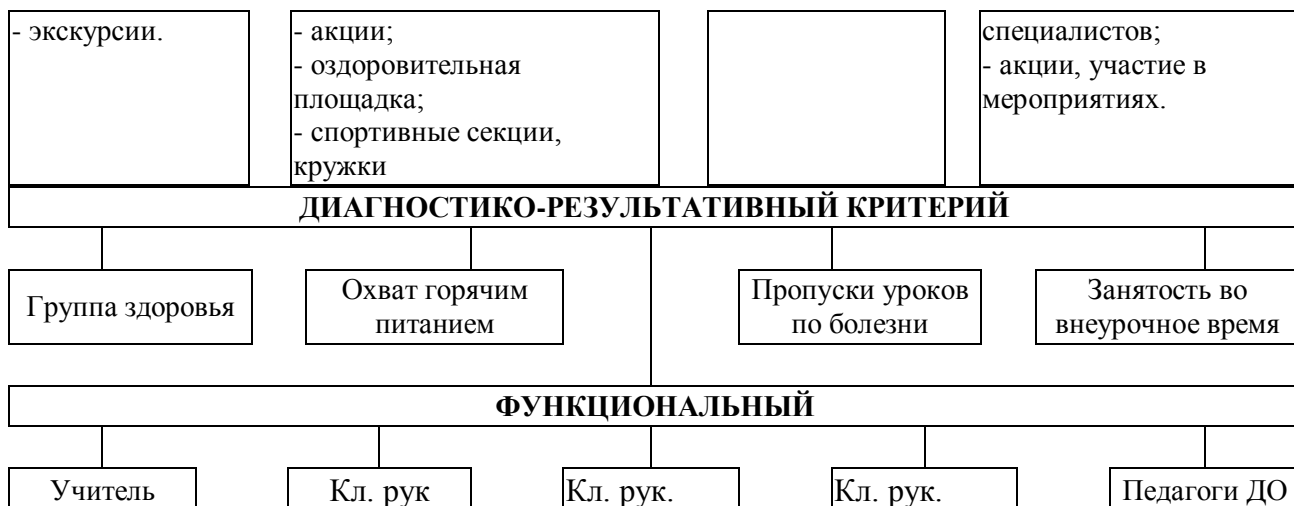 - экскурсии.
- акции;
- оздоровительная
площадка;
- спортивные секции,
кружки
специалистов;
- акции, участие в
мероприятиях.
ДИАГНОСТИКО-РЕЗУЛЬТАТИВНЫЙ КРИТЕРИЙ
Группа здоровья
Охват горячим
питанием
Пропуски уроков
по болезни
Занятость во
внеурочное время
ФУНКЦИОНАЛЬНЫЙ
Учитель
Кл. рук
Кл. рук.
Кл. рук.
Педагоги ДО